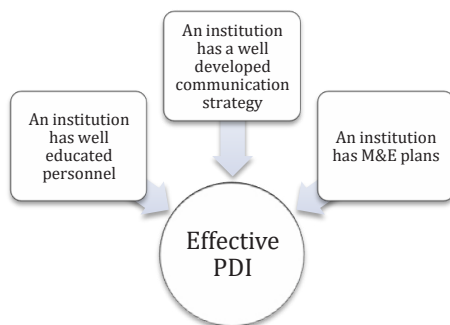 An institution
has a well
developed
communication
strategy
An institution
has well
educated
personnel
An institution
has M&E plans
Effective
PDI